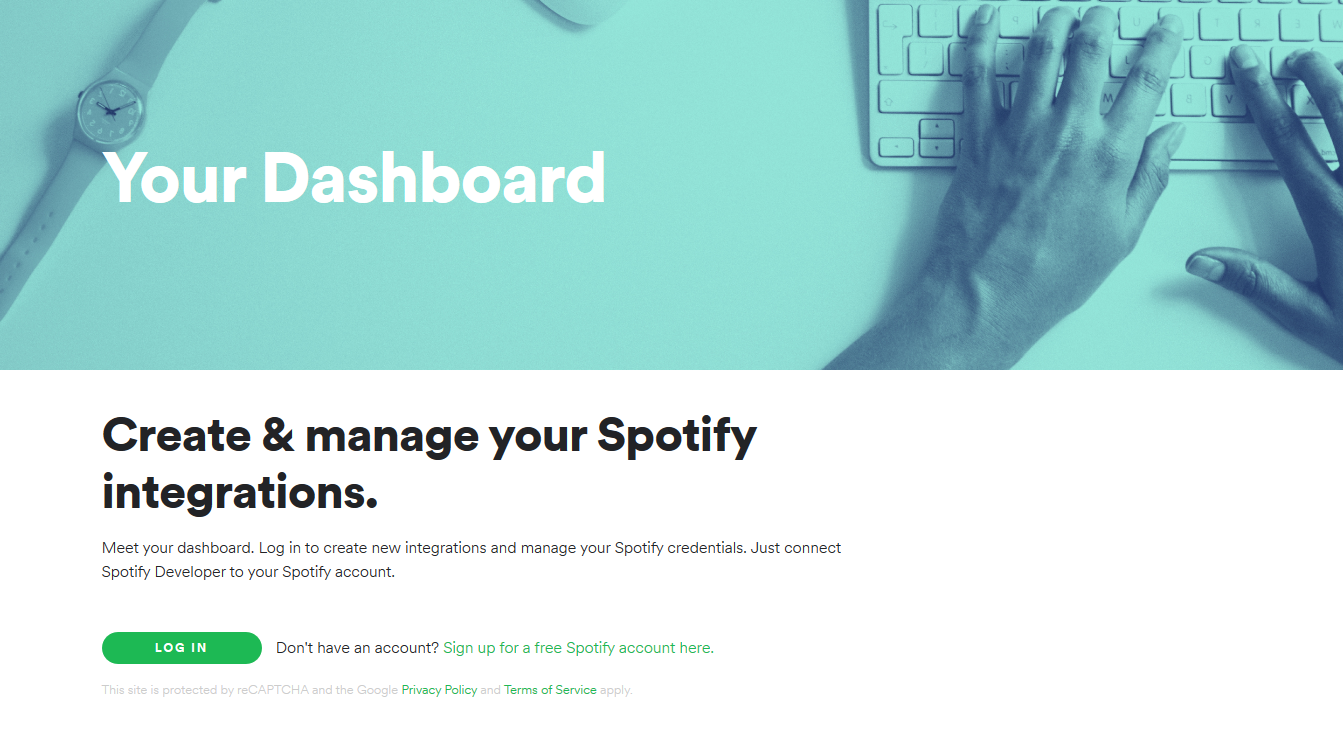 Your Dashboard
Create & manage your Spotify
integrations.
Meet your dashboard. Log in to create new integrations and manage your Spotify credentials. Just connect
Spotify Developer to your Spotify account.
LOG IN Don't have an account? Sign up for a free Spotify account here.
This site is protected by reCAPTCHA and the Google Privacy Policy and Terms of Service apply.